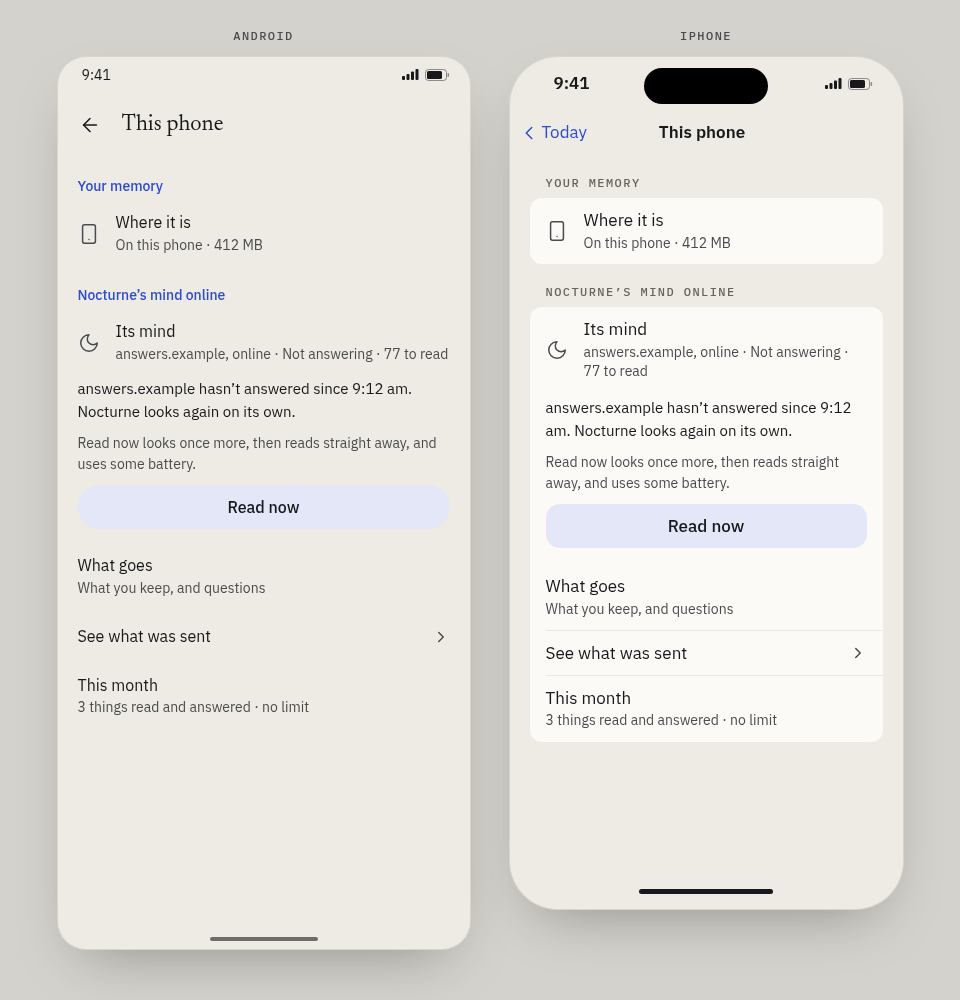 ANDROID
9:41
This phone
Your memory
Where it is
On this phone · 412 MB
Nocturne’s mind online
Its mind
answers.example, online · Not answering · 77 to read
answers.example hasn’t answered since 9:12 am.
Nocturne looks again on its own.
Read now looks once more, then reads straight away, and
uses some battery.
Read now
What goes
What you keep, and questions
See what was sent
This month
3 things read and answered · no limit
IPHONE
9:41
Today
This phone
YOUR MEMORY
Where it is
On this phone · 412 MB
NOCTURNE’S MIND ONLINE
Its mind
answers.example, online · Not answering ·
77 to read
answers.example hasn’t answered since 9:12
am. Nocturne looks again on its own.
Read now looks once more, then reads straight
away, and uses some battery.
Read now
What goes
What you keep, and questions
See what was sent
This month
3 things read and answered · no limit